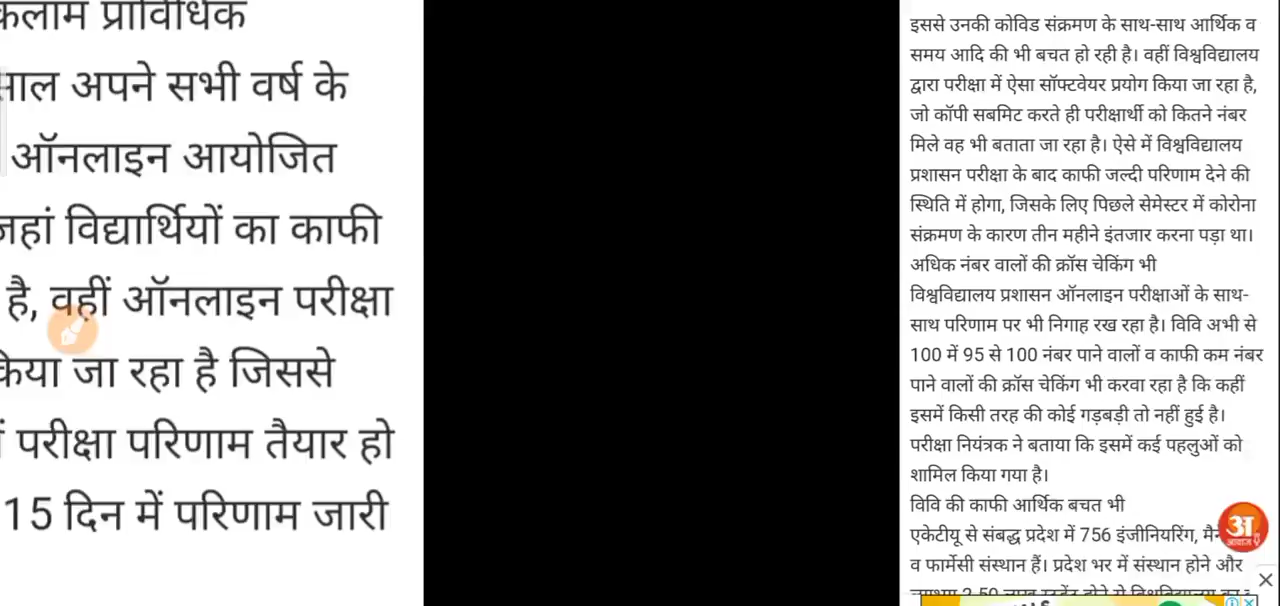 कलाम प्राविधिक
साल अपने सभी वर्ष के
ऑनलाइन आयोजित
जहां विद्यार्थियों का काफी
है, वहीं ऑनलाइन परीक्षा
किया जा रहा है जिससे
परीक्षा परिणाम तैयार हो
15 दिन में परिणाम जारी
इससे उनकी कोविड संक्रमण के साथ-साथ आर्थिक व
समय आदि की भी बचत हो रही है। वहीं विश्वविद्यालय
द्वारा परीक्षा में ऐसा सॉफ्टवेयर प्रयोग किया जा रहा है,
जो कॉपी सबमिट करते ही परीक्षार्थी को कितने नंबर
मिले वह भी बताता जा रहा है। ऐसे में विश्वविद्यालय
प्रशासन परीक्षा के बाद काफी जल्दी परिणाम देने की
स्थिति में होगा, जिसके लिए पिछले सेमेस्टर में कोरोना
संक्रमण के कारण तीन महीने इंतजार करना पड़ा था।
अधिक नंबर वालों की क्रॉस चेकिंग भी
विश्वविद्यालय प्रशासन ऑनलाइन परीक्षाओं के साथ-
साथ परिणाम पर भी निगाह रख रहा है। विवि अभी से
100 में 95 से 100 नंबर पाने वालों व काफी कम नंबर
पाने वालों की क्रॉस चेकिंग भी करवा रहा है कि कहीं
इसमें किसी तरह की कोई गड़बड़ी तो नहीं हुई है।
परीक्षा नियंत्रक ने बताया कि इसमें कई पहलुओं को
शामिल किया गया है।
विवि की काफी आर्थिक बचत भी
एकेटीयू से संबद्ध प्रदेश में 756 इंजीनियरिंग,
व फार्मेसी संस्थान हैं। प्रदेश भर में संस्थान होने और
अ
आवाज़